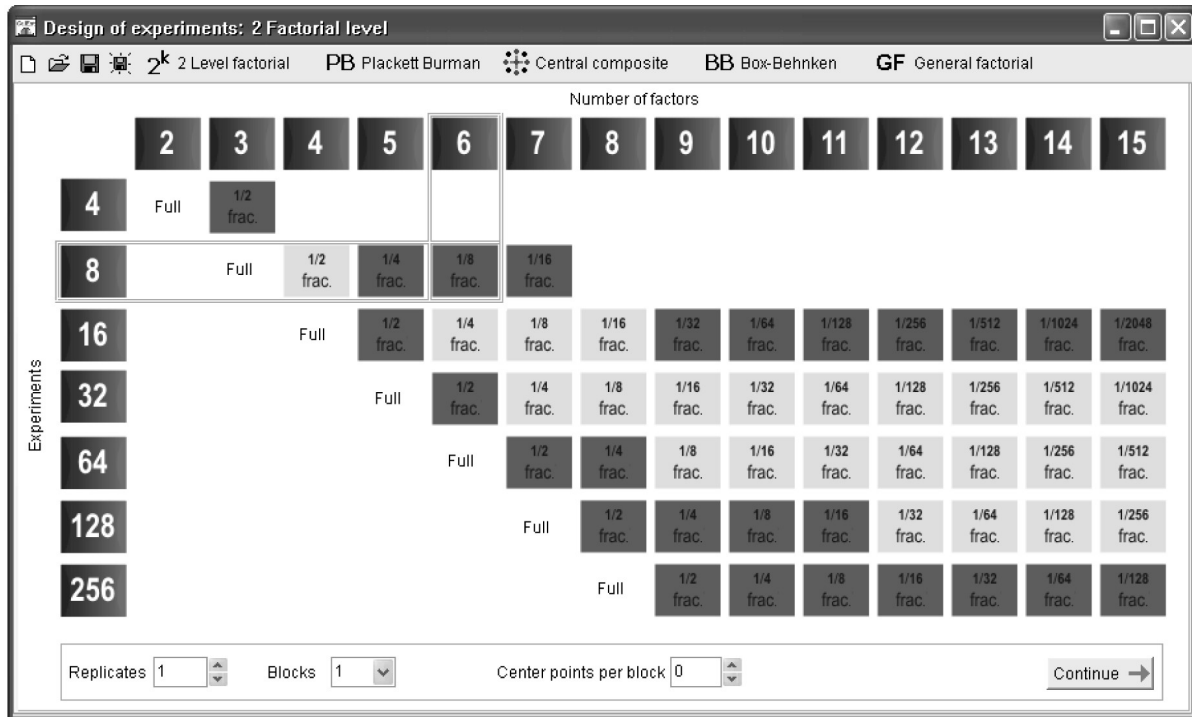 Design of experiments: 2 Factorial level
2k 2 Level factorial PB Plackett Burman Central composite BB Box-Behnken GF General factorial
Number of factors
2 3 4 5 6 7 8 9 10 11 12 13 14 15
4 Full 1/2 frac.
8 Full 1/2 frac. 1/4 frac. 1/8 frac. 1/16 frac.
16 Full 1/2 frac. 1/4 frac. 1/8 frac. 1/16 frac. 1/32 frac. 1/64 frac. 1/128 frac. 1/256 frac. 1/512 frac. 1/1024 frac. 1/2048 frac.
Experiments
32 Full 1/2 frac. 1/4 frac. 1/8 frac. 1/16 frac. 1/32 frac. 1/64 frac. 1/128 frac. 1/256 frac. 1/512 frac. 1/1024 frac.
64 Full 1/2 frac. 1/4 frac. 1/8 frac. 1/16 frac. 1/32 frac. 1/64 frac. 1/128 frac. 1/256 frac. 1/512 frac.
128 Full 1/2 frac. 1/4 frac. 1/8 frac. 1/16 frac. 1/32 frac. 1/64 frac. 1/128 frac. 1/256 frac.
256 Full 1/2 frac. 1/4 frac. 1/8 frac. 1/16 frac. 1/32 frac. 1/64 frac. 1/128 frac.
Replicates 1 Blocks 1 Center points per block 0 Continue